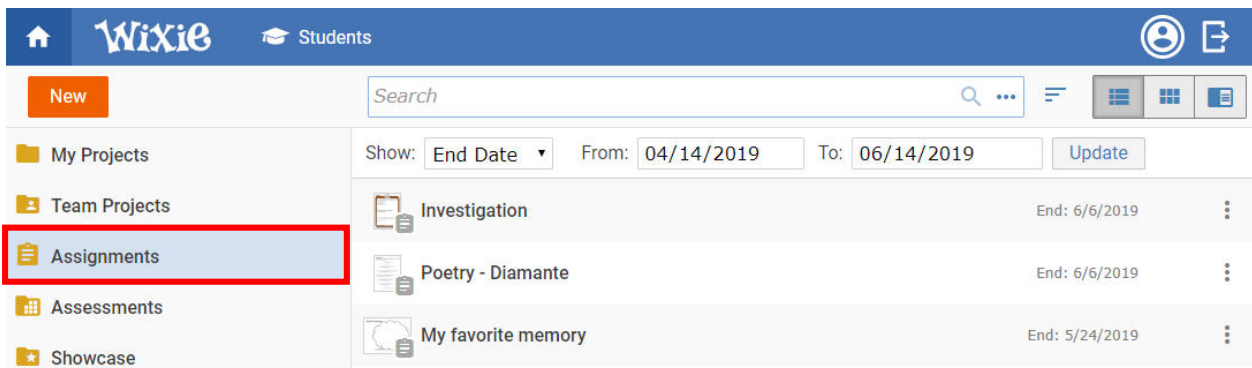 Wixie Students
New Search
My Projects Show: End Date From: 04/14/2019 To: 06/14/2019 Update
Team Projects Investigation End: 6/6/2019
Assignments
Poetry - Diamante End: 6/6/2019
Assessments
My favorite memory End: 5/24/2019
Showcase